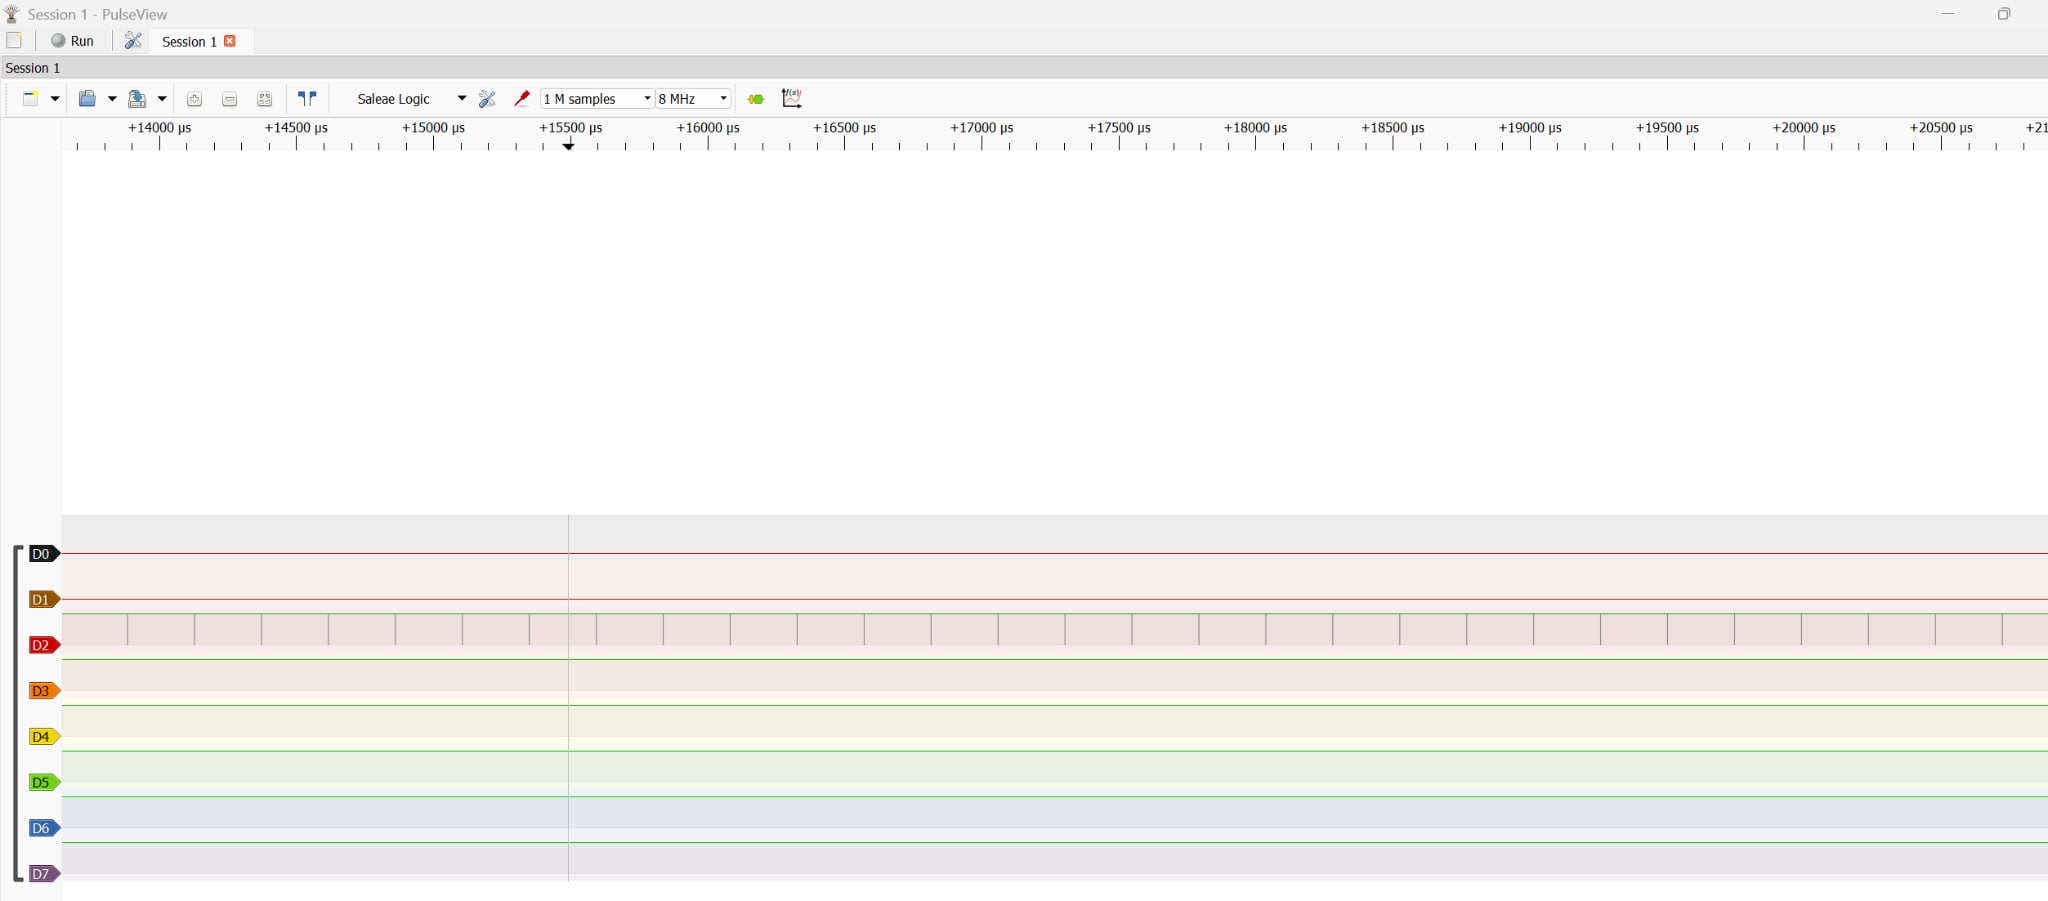 Session 1 - PulseView
Run
Session 1
Session 1
Saleae Logic
1 M samples
8 MHz
f(x)
+14000 µs +14500 µs +15000 µs +15500 µs +16000 µs +16500 µs +17000 µs +17500 µs +18000 µs +18500 µs +19000 µs +19500 µs +20000 µs +20500 µs +21
D0
D1
D2
D3
D4
D5
D6
D7